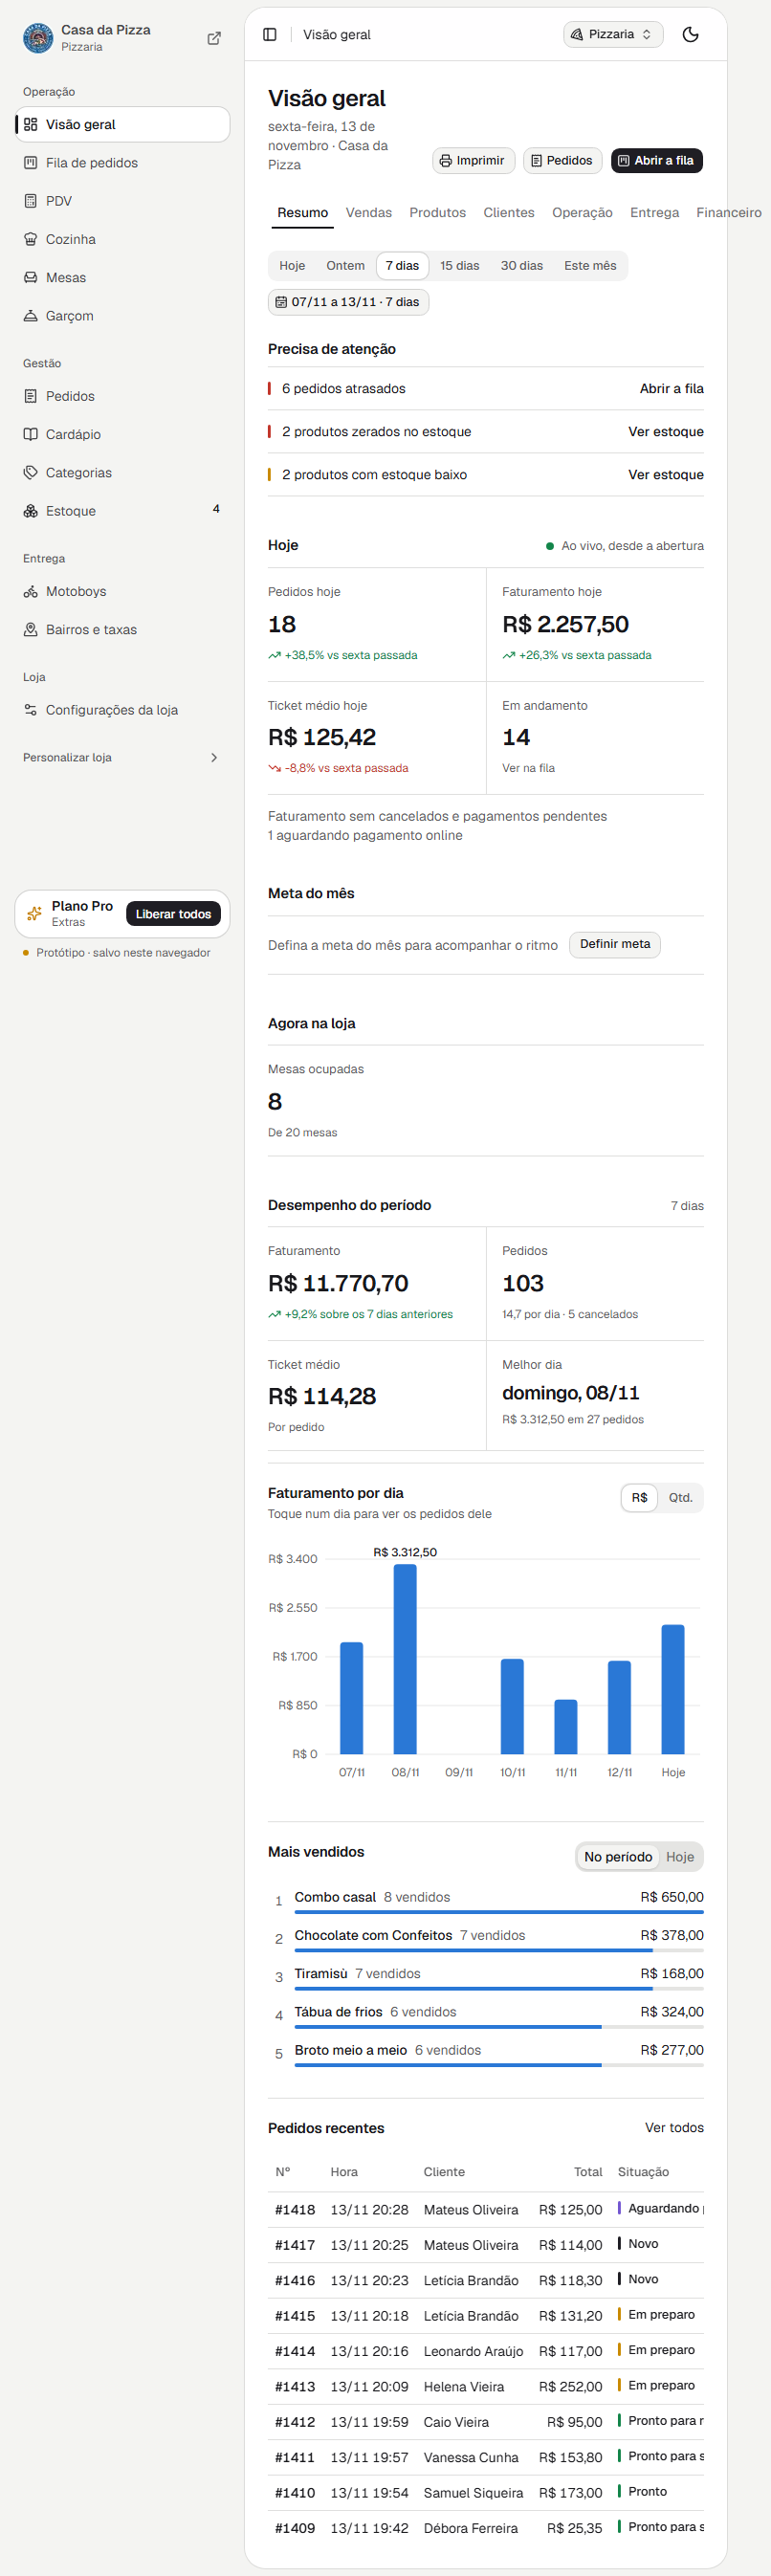 Casa da Pizza
Pizzaria
Operação
Visão geral
Fila de pedidos
PDV
Cozinha
Mesas
Garçom
Gestão
Pedidos
Cardápio
Categorias
Estoque 4
Entrega
Motoboys
Bairros e taxas
Loja
Configurações da loja
Personalizar loja
Plano Pro
Extras
Liberar todos
Protótipo · salvo neste navegador
Visão geral
Pizzaria
Visão geral
sexta-feira, 13 de
novembro · Casa da
Pizza
Imprimir Pedidos Abrir a fila
Resumo Vendas Produtos Clientes Operação Entrega Financeiro
Hoje Ontem 7 dias 15 dias 30 dias Este mês
07/11 a 13/11 · 7 dias
Precisa de atenção
6 pedidos atrasados Abrir a fila
2 produtos zerados no estoque Ver estoque
2 produtos com estoque baixo Ver estoque
Hoje Ao vivo, desde a abertura
Pedidos hoje
18
+38,5% vs sexta passada
Faturamento hoje
R$ 2.257,50
+26,3% vs sexta passada
Ticket médio hoje
R$ 125,42
-8,8% vs sexta passada
Em andamento
14
Ver na fila
Faturamento sem cancelados e pagamentos pendentes
1 aguardando pagamento online
Meta do mês
Defina a meta do mês para acompanhar o ritmo Definir meta
Agora na loja
Mesas ocupadas
8
De 20 mesas
Desempenho do período 7 dias
Faturamento
R$ 11.770,70
+9,2% sobre os 7 dias anteriores
Pedidos
103
14,7 por dia · 5 cancelados
Ticket médio
R$ 114,28
Por pedido
Melhor dia
domingo, 08/11
R$ 3.312,50 em 27 pedidos
Faturamento por dia
Toque num dia para ver os pedidos dele
R$ Qtd.
R$ 3.312,50
R$ 3.400
R$ 2.550
R$ 1.700
R$ 850
R$ 0
07/11 08/11 09/11 10/11 11/11 12/11 Hoje
Mais vendidos No período Hoje
1 Combo casal 8 vendidos R$ 650,00
2 Chocolate com Confeitos 7 vendidos R$ 378,00
3 Tiramisù 7 vendidos R$ 168,00
4 Tábua de frios 6 vendidos R$ 324,00
5 Broto meio a meio 6 vendidos R$ 277,00
Pedidos recentes Ver todos
Nº Hora Cliente Total Situação
#1418 13/11 20:28 Mateus Oliveira R$ 125,00 Aguardando
#1417 13/11 20:25 Mateus Oliveira R$ 114,00 Novo
#1416 13/11 20:23 Letícia Brandão R$ 118,30 Novo
#1415 13/11 20:18 Letícia Brandão R$ 131,20 Em preparo
#1414 13/11 20:16 Leonardo Araújo R$ 117,00 Em preparo
#1413 13/11 20:09 Helena Vieira R$ 252,00 Em preparo
#1412 13/11 19:59 Caio Vieira R$ 95,00 Pronto para
#1411 13/11 19:57 Vanessa Cunha R$ 153,80 Pronto para
#1410 13/11 19:54 Samuel Siqueira R$ 173,00 Pronto
#1409 13/11 19:42 Débora Ferreira R$ 25,35 Pronto para